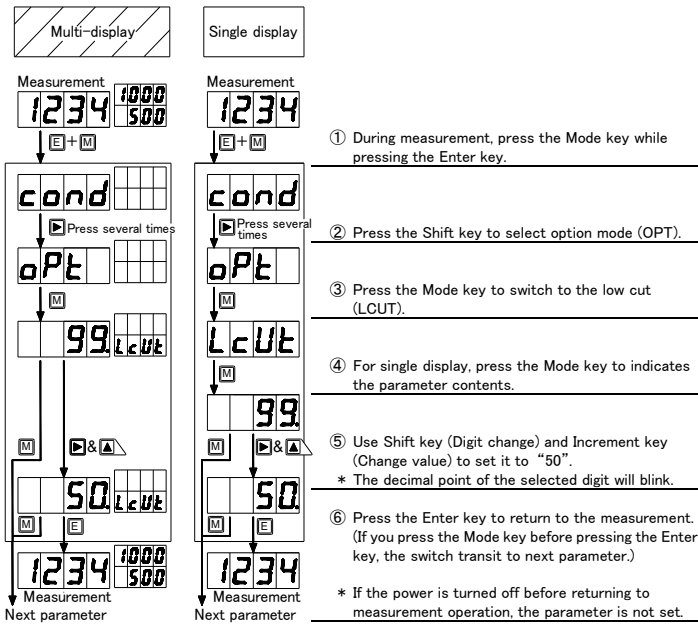 Multi-display
Single display
Measurement
Measurement
1234 1000
500
1234
E+M
E+M
① During measurement, press the Mode key while
pressing the Enter key.
cond
cond
Press several times
Press several
times
② Press the Shift key to select option mode (OPT).
oPt
oPt
M
M
③ Press the Mode key to switch to the low cut
(LCUT).
99. LcUt
LcUt
M
④ For single display, press the Mode key to indicates
the parameter contents.
99.
M ▶&▲
M ▶&▲
⑤ Use Shift key (Digit change) and Increment key
(Change value) to set it to “50”.
* The decimal point of the selected digit will blink.
50. LcUt
50.
M E
M E
⑥ Press the Enter key to return to the measurement.
(If you press the Mode key before pressing the Enter
key, the switch transit to next parameter.)
1234 1000
500
1234
Measurement
Measurement
Next parameter
Next parameter
* If the power is turned off before returning to
measurement operation, the parameter is not set.